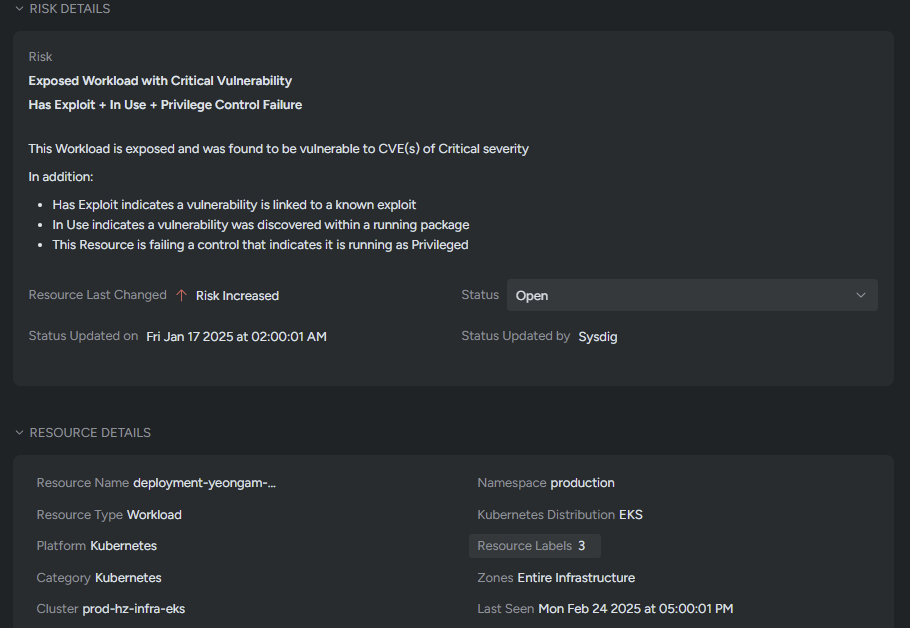 RISK DETAILS
Risk
Exposed Workload with Critical Vulnerability
Has Exploit + In Use + Privilege Control Failure
This Workload is exposed and was found to be vulnerable to CVE(s) of Critical severity
In addition:
• Has Exploit indicates a vulnerability is linked to a known exploit
• In Use indicates a vulnerability was discovered within a running package
• This Resource is failing a control that indicates it is running as Privileged
Resource Last Changed ↑ Risk Increased
Status Open
Status Updated on Fri Jan 17 2025 at 02:00:01 AM
Status Updated by Sysdig
RESOURCE DETAILS
Resource Name deployment-yeongam-...
Namespace production
Resource Type Workload
Kubernetes Distribution EKS
Platform Kubernetes
Resource Labels 3
Category Kubernetes
Zones Entire Infrastructure
Cluster prod-hz-infra-eks
Last Seen Mon Feb 24 2025 at 05:00:01 PM